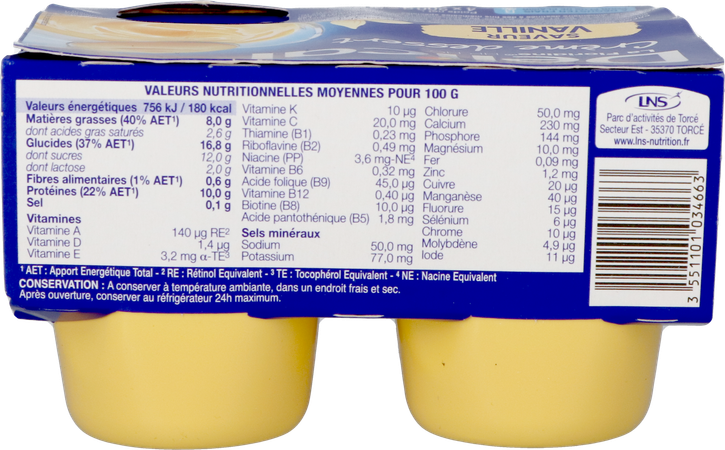 SAVEUR
VANILLE
Crème dessert
VALEURS NUTRITIONNELLES MOYENNES POUR 100 G
Valeurs énergétiques 756 kJ / 180 kcal
Matières grasses (40% AET¹) 8,0 g
dont acides gras saturés 2,6 g
Glucides (37% AET¹) 16,8 g
dont sucres 12,0 g
dont lactose 2,0 g
Fibres alimentaires (1% AET¹) 0,6 g
Protéines (22% AET¹) 10,0 g
Sel 0,1 g
Vitamines
Vitamine A 140 µg RE²
Vitamine D 1,4 µg
Vitamine E 3,2 mg α-TE³
Vitamine K 10 µg
Vitamine C 20,0 mg
Thiamine (B1) 0,23 mg
Riboflavine (B2) 0,49 mg
Niacine (PP) 3,6 mg-NE⁴
Vitamine B6 0,32 mg
Acide folique (B9) 45,0 µg
Vitamine B12 0,40 µg
Biotine (B8) 10,0 µg
Acide pantothénique (B5) 1,8 mg
Sels minéraux
Sodium 50,0 mg
Potassium 77,0 mg
Chlorure 50,0 mg
Calcium 230 mg
Phosphore 144 mg
Magnésium 10,0 mg
Fer 0,09 mg
Zinc 1,2 mg
Cuivre 20 µg
Manganèse 40 µg
Fluorure 15 µg
Sélénium 6 µg
Chrome 10 µg
Molybdène 4,9 µg
Iode 11 µg
¹ AET : Apport Energétique Total - ² RE : Rétinol Equivalent - ³ TE : Tocophérol Equivalent - ⁴ NE : Nacine Equivalent
CONSERVATION : A conserver à température ambiante, dans un endroit frais et sec.
Après ouverture, conserver au réfrigérateur 24h maximum.
LNS
Parc d'activités de Torcé
Secteur Est - 35370 TORCÉ
www.lns-nutrition.fr
3 551101 034663